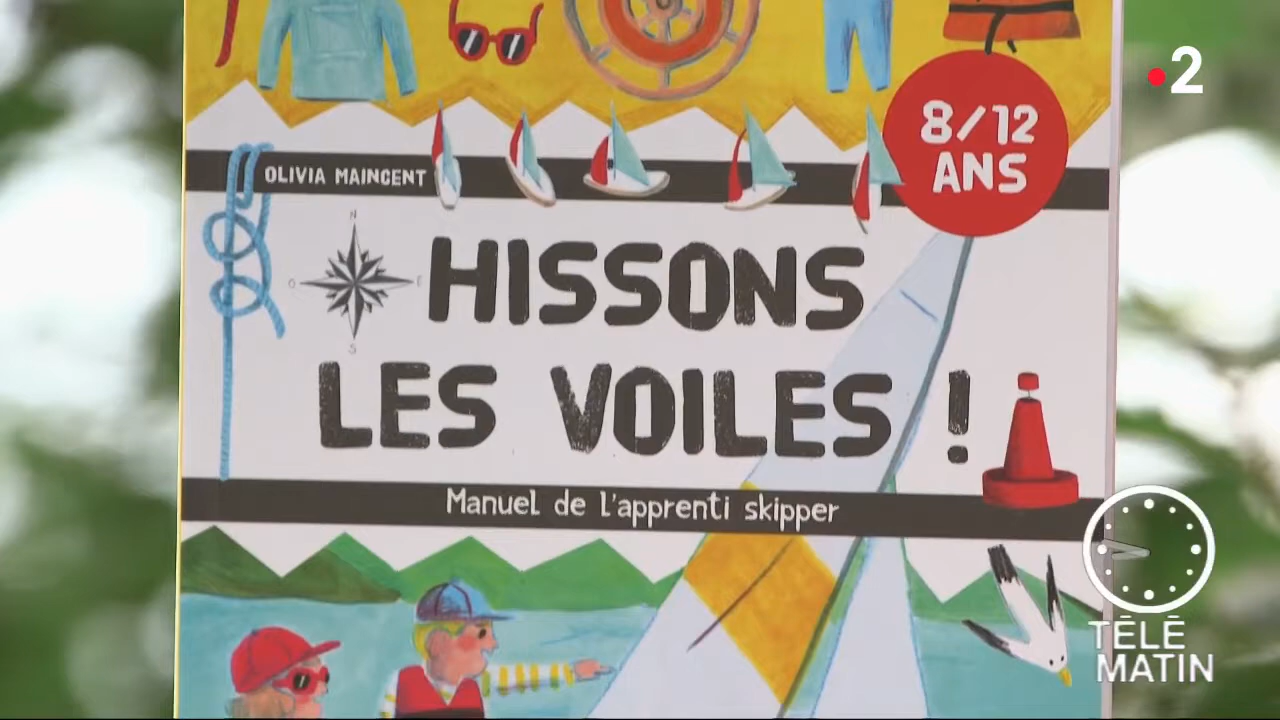 2
8/12
ANS
OLIVIA MAINCENT
N
O
E
S
HISSONS
LES VOILES !
Manuel de l'apprenti skipper
TÉLÉ
MATIN